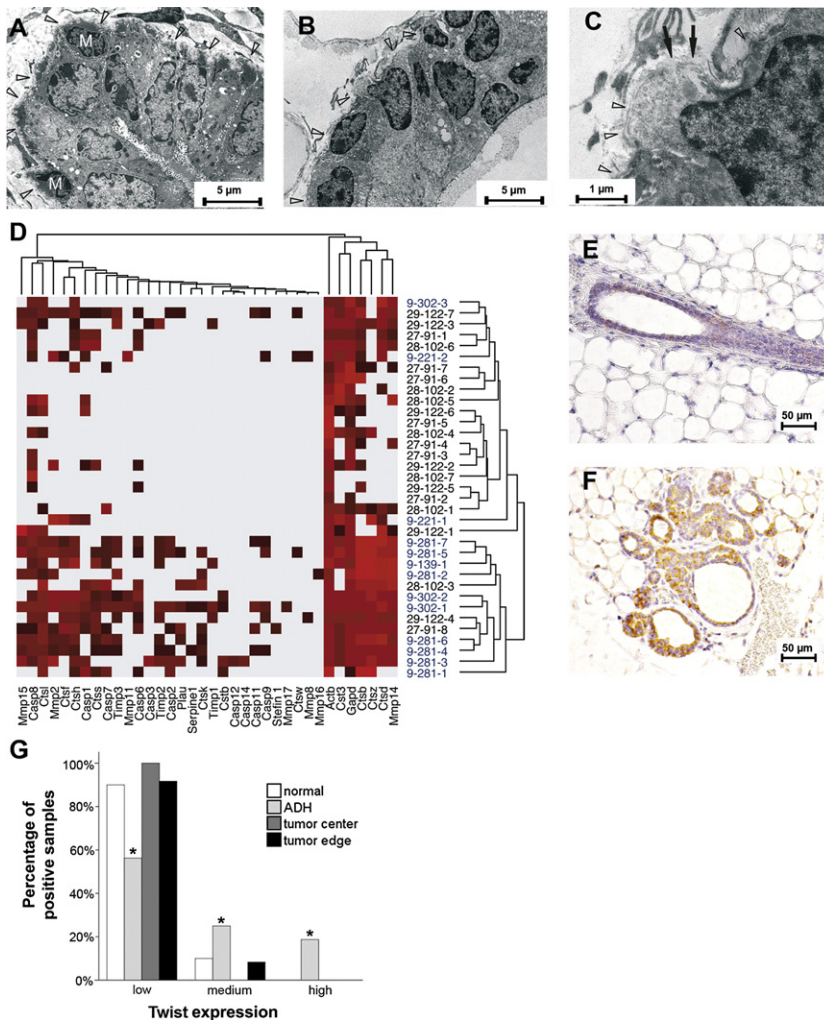 A
M
M
5 µm
B
5 µm
C
1 µm
D
9-302-3
29-122-7
29-122-3
27-91-1
28-102-6
9-221-2
27-91-7
27-91-6
28-102-2
28-102-5
29-122-6
27-91-5
28-102-4
27-91-4
27-91-3
29-122-2
28-102-7
29-122-5
27-91-2
28-102-1
9-221-1
29-122-1
9-281-7
9-281-5
9-139-1
9-281-2
28-102-3
9-302-2
9-302-1
29-122-4
27-91-8
9-281-6
9-281-4
9-281-3
9-281-1
Mmp15
Casp8
Ctsl
Mmp2
Ctsf
Ctsh
Casp1
Ctss
Casp7
Timp3
Mmp11
Casp6
Casp3
Timp2
Casp2
Plau
Serpine1
Ctsk
Timp1
Cstb
Casp12
Casp14
Casp11
Casp9
Stefin 1
Mmp17
Ctsw
Mmp8
Mmp16
Actb
Cst3
Gapd
Ctsb
Ctsz
Ctsd
Mmp14
E
50 µm
F
50 µm
G
Percentage of
positive samples
100%
80%
60%
40%
20%
0%
normal
ADH
tumor center
tumor edge
*
*
*
low medium high
Twist expression